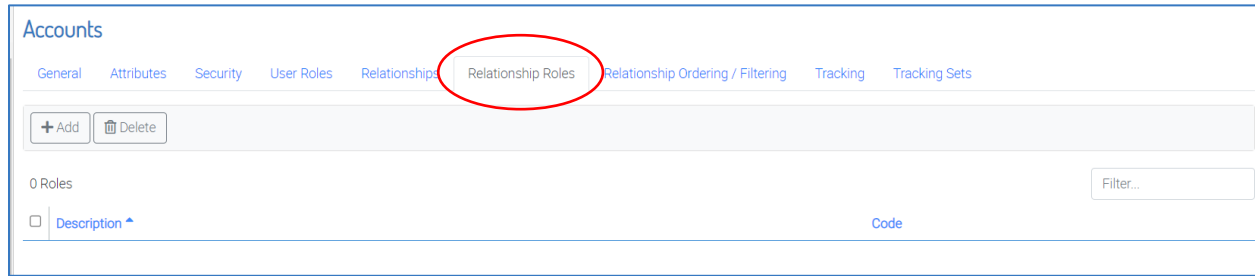 Accounts
General Attributes Security User Roles Relationships Relationship Roles Relationship Ordering / Filtering Tracking Tracking Sets
Add Delete
0 Roles Filter...
Description Code